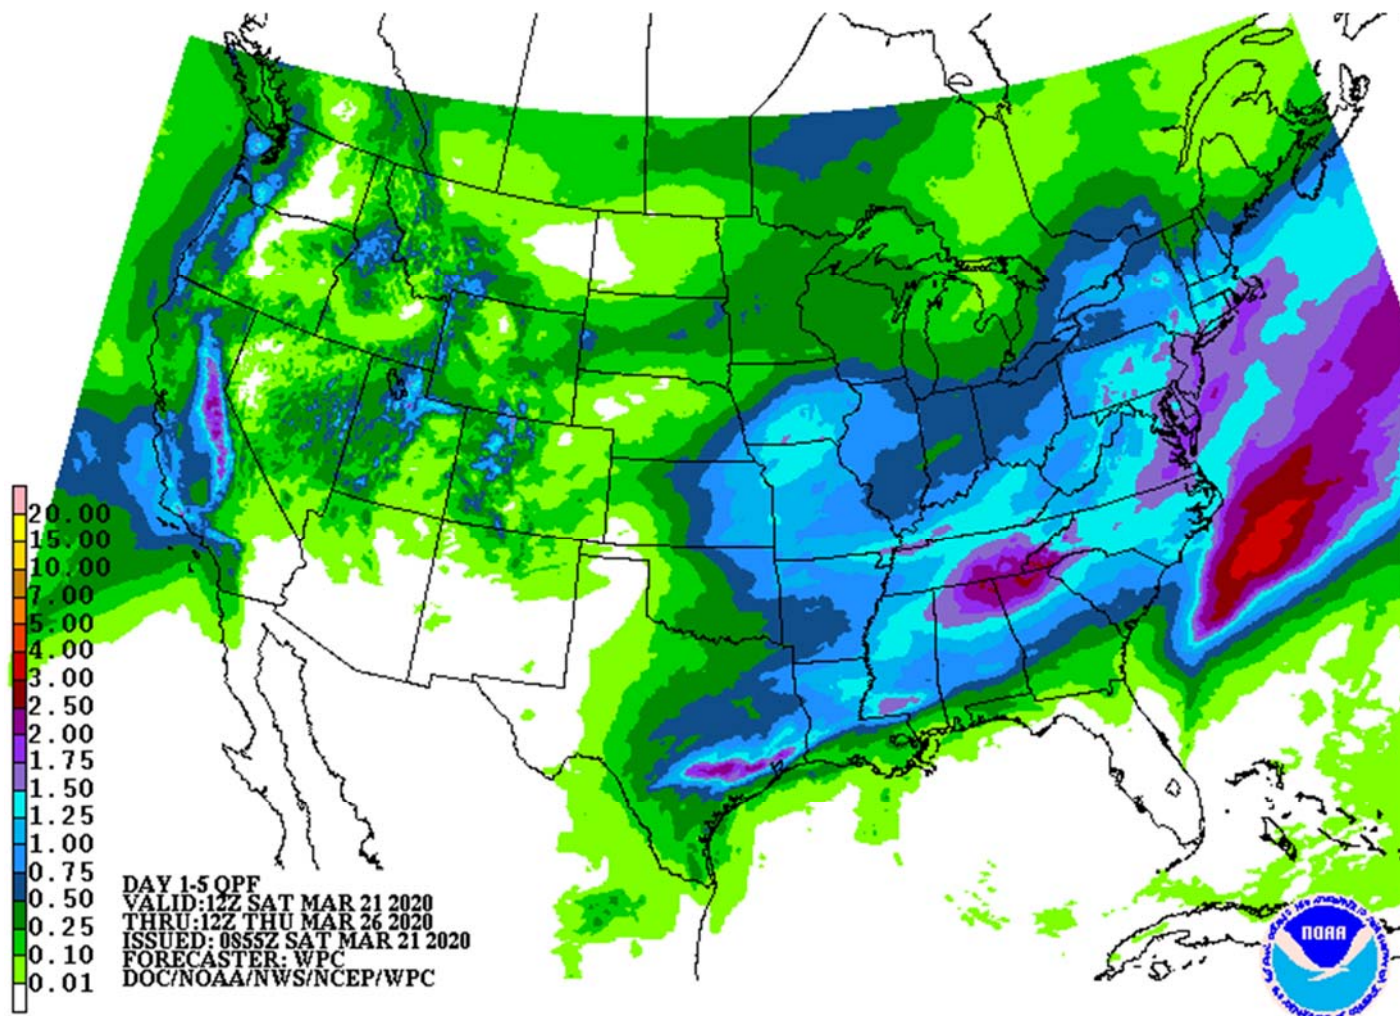 20.00
15.00
10.00
7.00
5.00
4.00
3.00
2.50
2.00
1.75
1.50
1.25
1.00
0.75
0.50
0.25
0.10
0.01
DAY 1-5 QPF
VALID:12Z SAT MAR 21 2020
THRU:12Z THU MAR 26 2020
ISSUED: 0855Z SAT MAR 21 2020
FORECASTER: WPC
DOC/NOAA/NWS/NCEP/WPC
NOAA